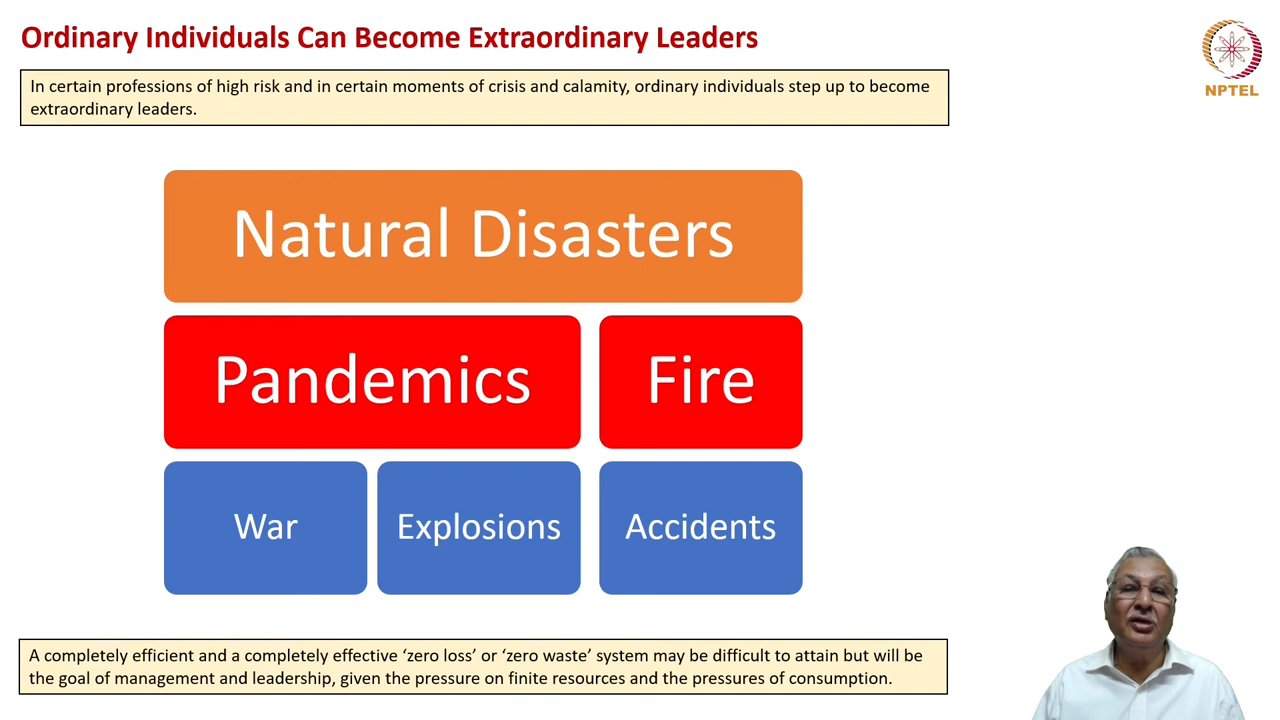 Ordinary Individuals Can Become Extraordinary Leaders
NPTEL
In certain professions of high risk and in certain moments of crisis and calamity, ordinary individuals step up to become
extraordinary leaders.
Natural Disasters
Pandemics
Fire
War
Explosions
Accidents
A completely efficient and a completely effective ‘zero loss’ or ‘zero waste’ system may be difficult to attain but will be
the goal of management and leadership, given the pressure on finite resources and the pressures of consumption.